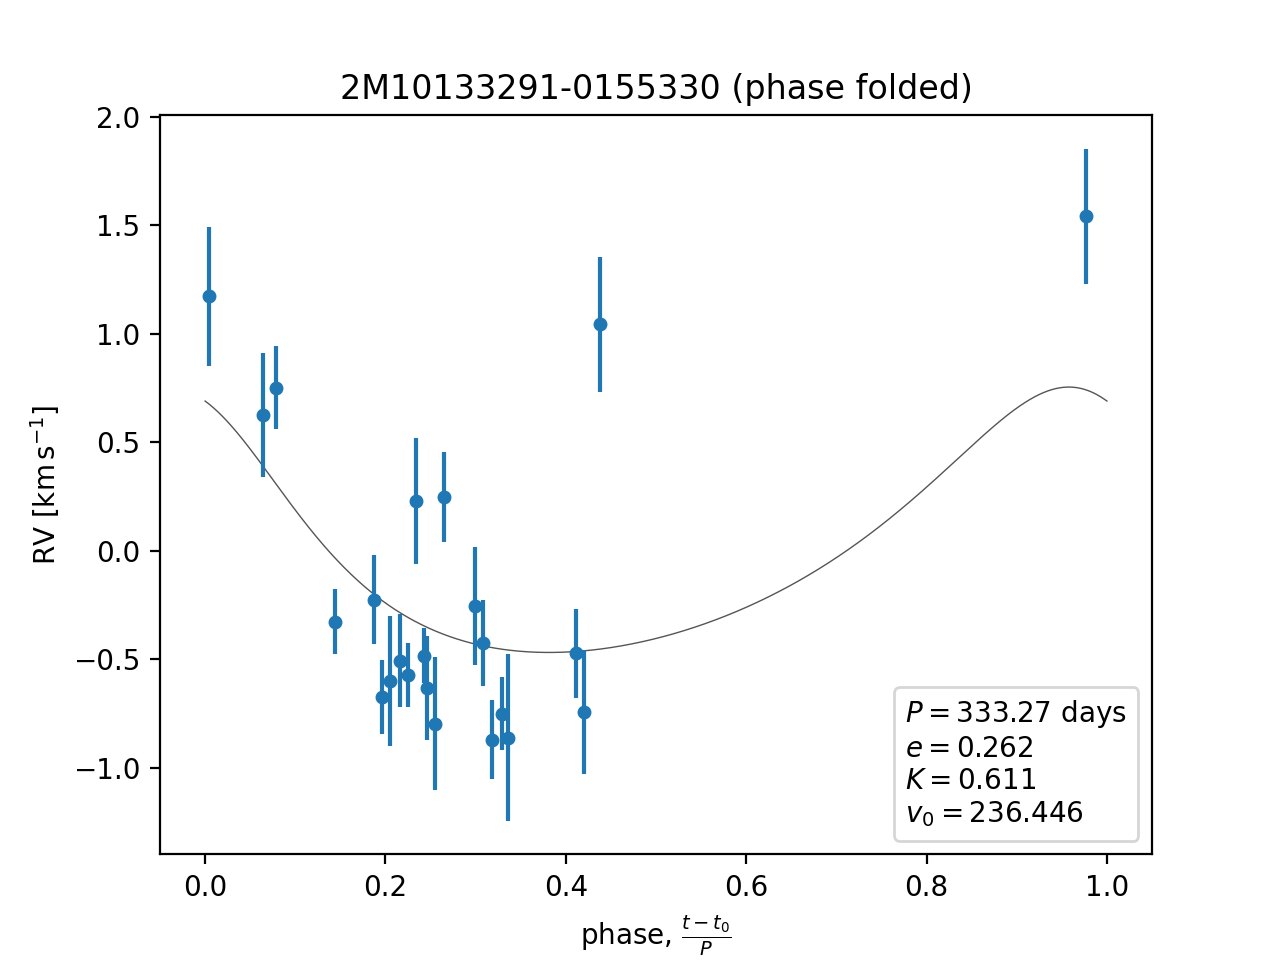 2M10133291-0155330 (phase folded)
RV [km s⁻¹]
2.0
1.5
1.0
0.5
0.0
−0.5
−1.0
P = 333.27 days
e = 0.262
K = 0.611
v₀ = 236.446
0.0 0.2 0.4 0.6 0.8 1.0
phase, (t − t₀)/P